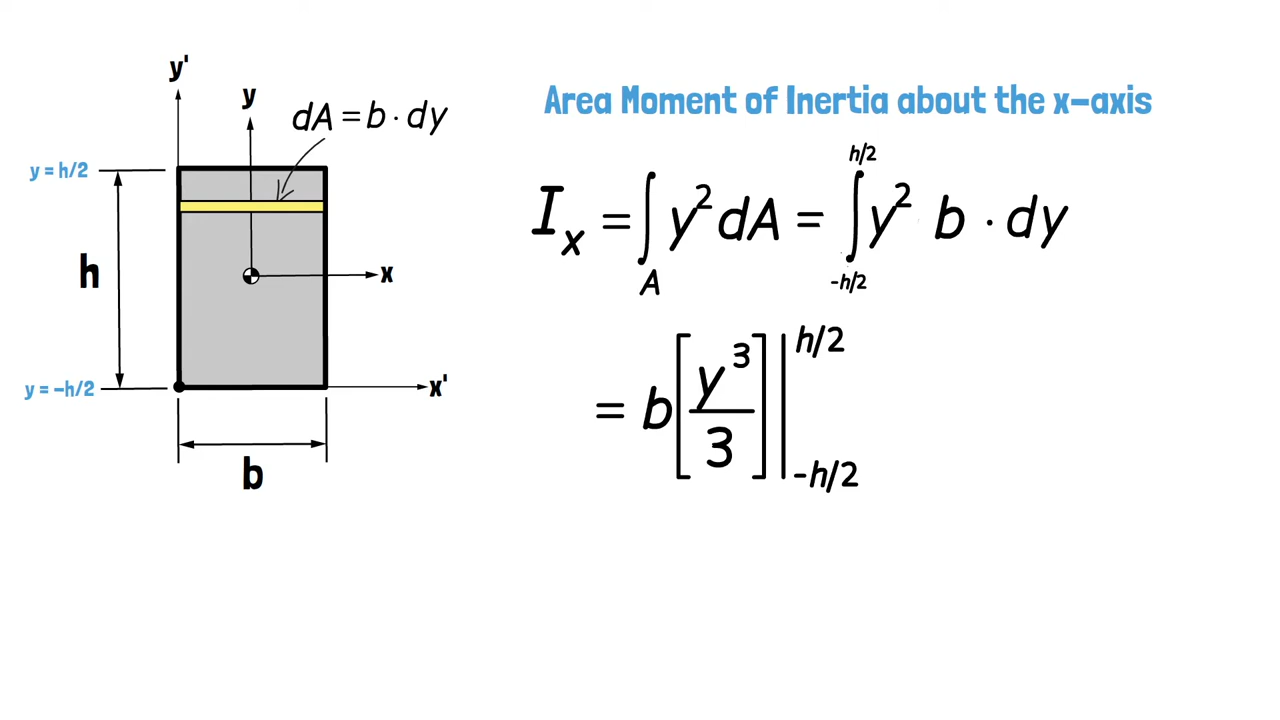 Area Moment of Inertia about the x-axis
y'
y
dA = b · dy
y = h/2
h
x
y = -h/2
x'
b
Iₓ = ∫_A y² dA = ∫_{-h/2}^{h/2} y² b · dy
= b [y³/3] |_{-h/2}^{h/2}